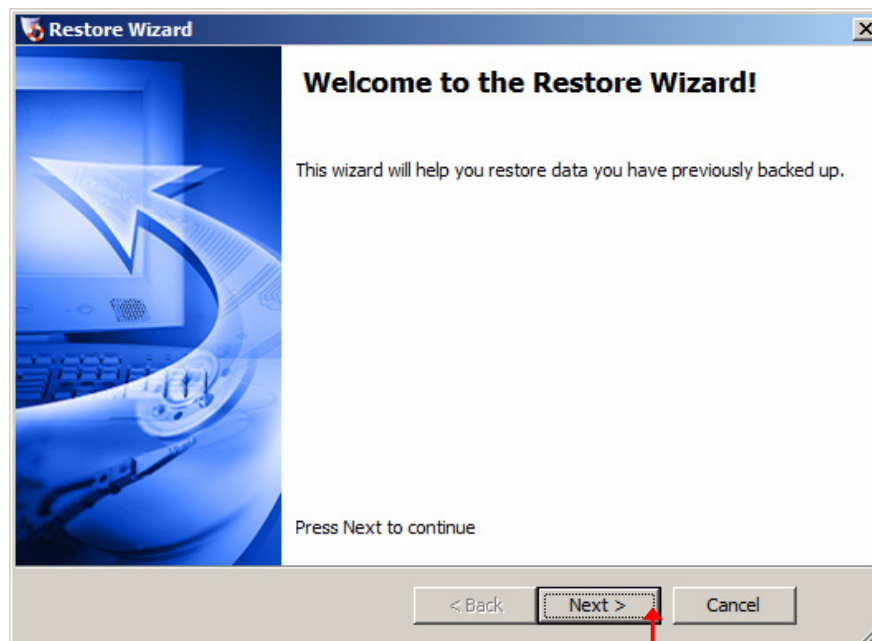 Restore Wizard
Welcome to the Restore Wizard!
This wizard will help you restore data you have previously backed up.
Press Next to continue
< Back Next > Cancel